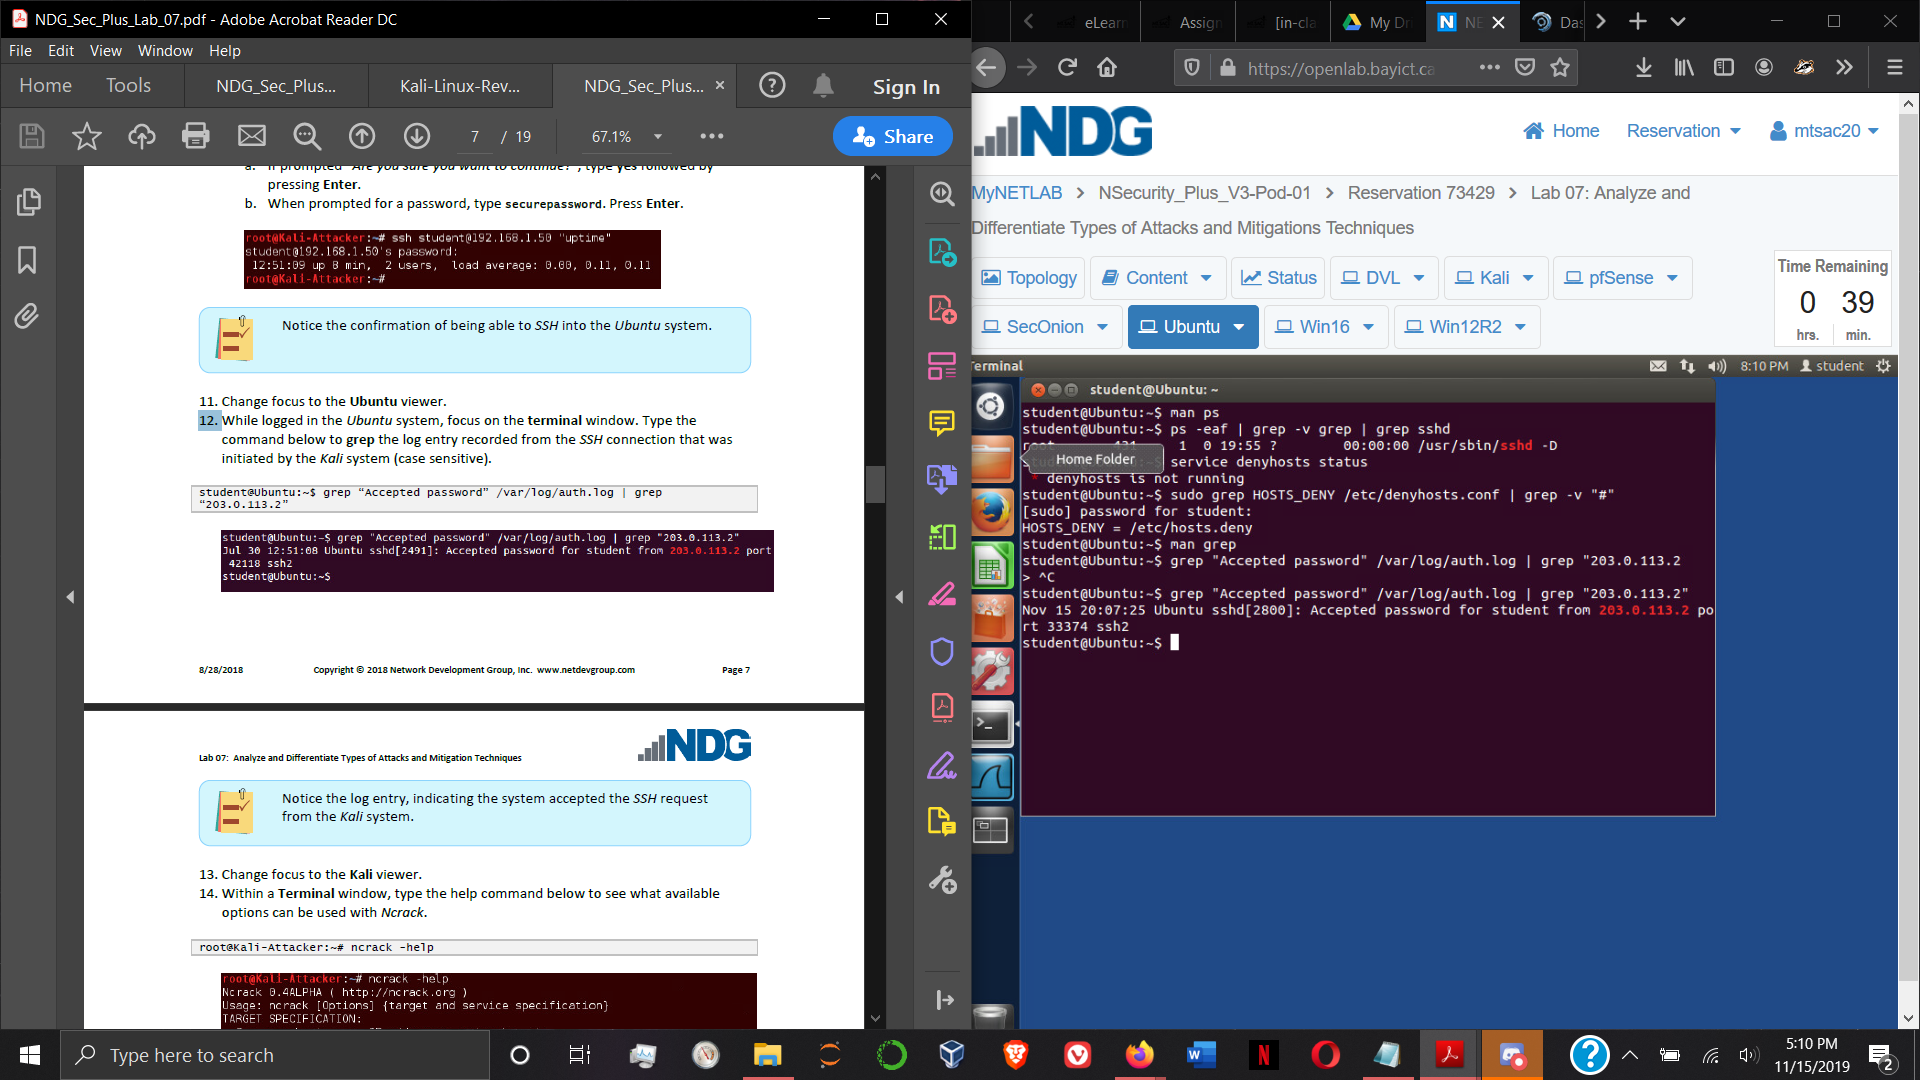 NDG_Sec_Plus_Lab_07.pdf - Adobe Acrobat Reader DC
File Edit View Window Help
Home Tools NDG_Sec_Plus... Kali-Linux-Rev... NDG_Sec_Plus... × Sign In
7 / 19 67.1% Share
a. If prompted "Are you sure you want to continue?", type yes followed by
pressing Enter.
b. When prompted for a password, type securepassword. Press Enter.
root@Kali-Attacker:~# ssh student@192.168.1.50 "uptime"
student@192.168.1.50's password:
12:51:09 up 8 min, 2 users, load average: 0.00, 0.11, 0.11
root@Kali-Attacker:~#
Notice the confirmation of being able to SSH into the Ubuntu system.
11. Change focus to the Ubuntu viewer.
12. While logged in the Ubuntu system, focus on the terminal window. Type the
command below to grep the log entry recorded from the SSH connection that was
initiated by the Kali system (case sensitive).
student@Ubuntu:~$ grep "Accepted password" /var/log/auth.log | grep
"203.0.113.2"
student@Ubuntu:~$ grep "Accepted password" /var/log/auth.log | grep "203.0.113.2"
Jul 30 12:51:08 Ubuntu sshd[2491]: Accepted password for student from 203.0.113.2 port
42118 ssh2
student@Ubuntu:~$
8/28/2018 Copyright © 2018 Network Development Group, Inc. www.netdevgroup.com Page 7
NDG
Lab 07: Analyze and Differentiate Types of Attacks and Mitigation Techniques
Notice the log entry, indicating the system accepted the SSH request
from the Kali system.
13. Change focus to the Kali viewer.
14. Within a Terminal window, type the help command below to see what available
options can be used with Ncrack.
root@Kali-Attacker:~# ncrack -help
root@Kali-Attacker:~# ncrack -help
Ncrack 0.4ALPHA ( http://ncrack.org )
Usage: ncrack [Options] {target and service specification}
TARGET SPECIFICATION:
eLearn Assign [in-cla My Dr NE Das
https://openlab.bayict.ca
NDG
Home Reservation mtsac20
MyNETLAB > NSecurity_Plus_V3-Pod-01 > Reservation 73429 > Lab 07: Analyze and
Differentiate Types of Attacks and Mitigations Techniques
Topology Content Status DVL Kali pfSense
SecOnion Ubuntu Win16 Win12R2
Time Remaining
0 39
hrs. min.
Terminal 8:10 PM student
student@Ubuntu: ~
student@Ubuntu:~$ man ps
student@Ubuntu:~$ ps -eaf | grep -v grep | grep sshd
root 431 1 0 19:55 ? 00:00:00 /usr/sbin/sshd -D
Home Folder
service denyhosts status
* denyhosts is not running
student@Ubuntu:~$ sudo grep HOSTS_DENY /etc/denyhosts.conf | grep -v "#"
[sudo] password for student:
HOSTS_DENY = /etc/hosts.deny
student@Ubuntu:~$ man grep
student@Ubuntu:~$ grep "Accepted password" /var/log/auth.log | grep "203.0.113.2
> ^C
student@Ubuntu:~$ grep "Accepted password" /var/log/auth.log | grep "203.0.113.2"
Nov 15 20:07:25 Ubuntu sshd[2800]: Accepted password for student from 203.0.113.2 po
rt 33374 ssh2
student@Ubuntu:~$
Type here to search
5:10 PM
11/15/2019
2